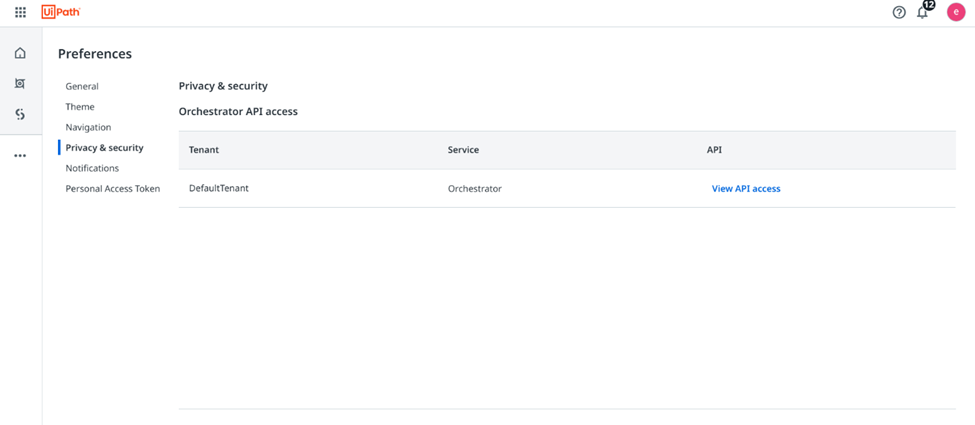 UiPath
12
e
Preferences
General
Theme
Navigation
Privacy & security
Notifications
Personal Access Token
Privacy & security
Orchestrator API access
Tenant Service API
DefaultTenant Orchestrator View API access